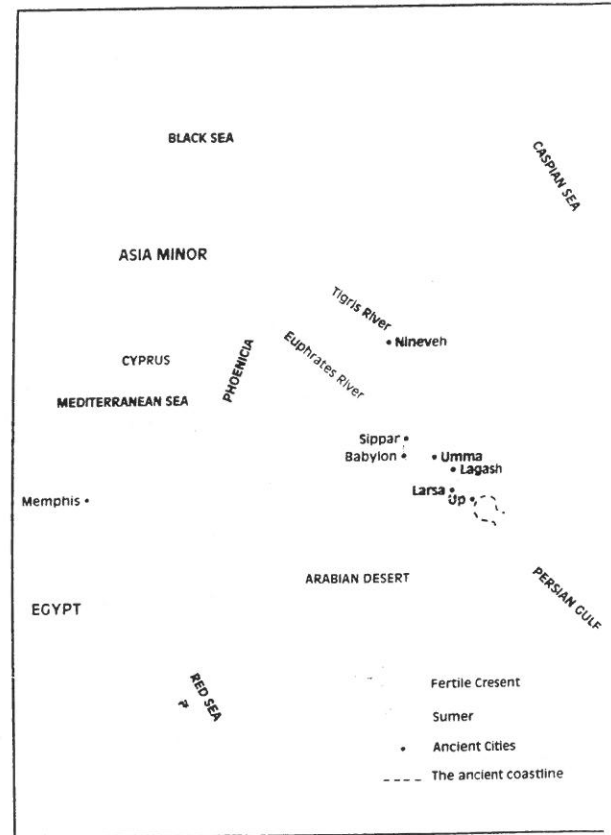 BLACK SEA
CASPIAN SEA
ASIA MINOR
Tigris River
Nineveh
Euphrates River
PHOENICIA
CYPRUS
MEDITERRANEAN SEA
Sippar
Babylon
Umma
Lagash
Larsa
Up
Memphis
ARABIAN DESERT
PERSIAN GULF
EGYPT
RED SEA
Fertile Cresent
Sumer
Ancient Cities
The ancient coastline